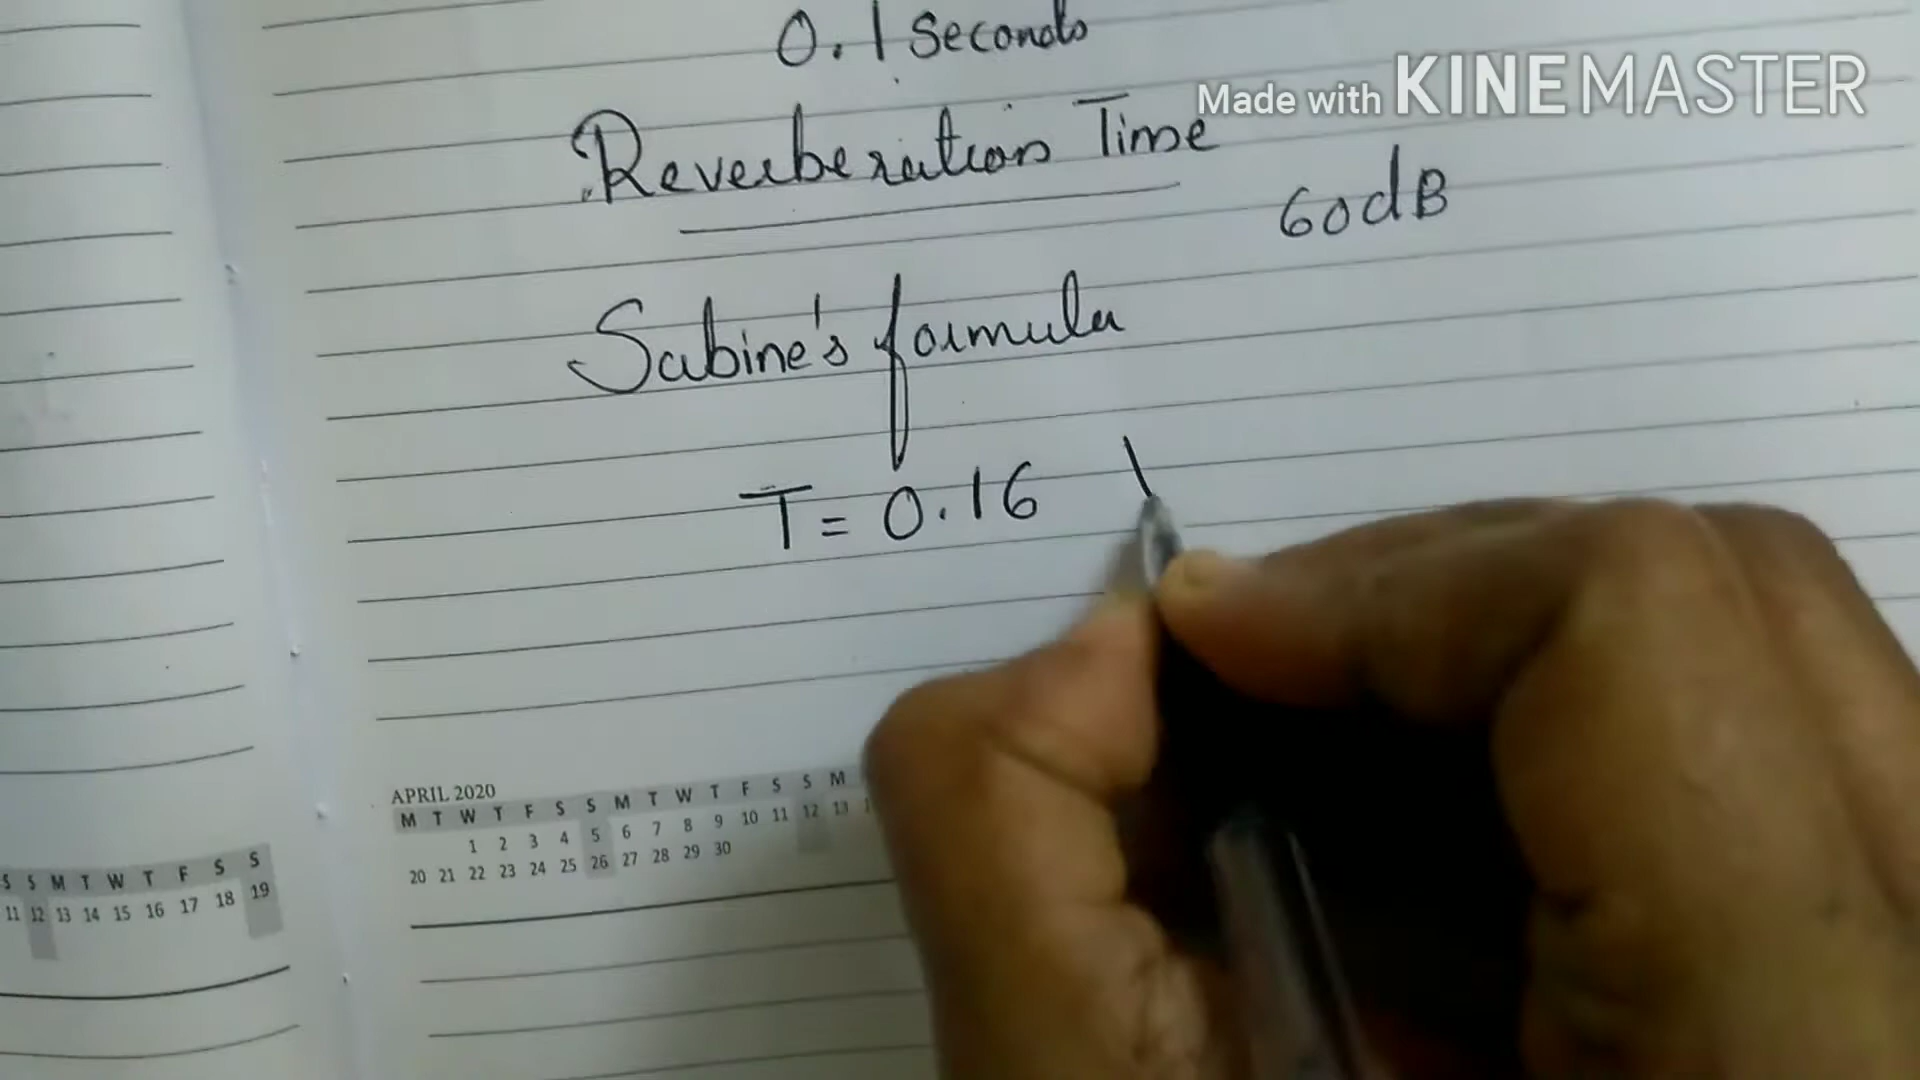 0.1 Seconds
Made with KINEMASTER
Reverberation Time
60dB
Sabine's formula
T = 0.16
APRIL 2020
M T W T F S S M T W T F S S M
1 2 3 4 5 6 7 8 9 10 11 12 13
20 21 22 23 24 25 26 27 28 29 30
S S M T W T F S S
11 12 13 14 15 16 17 18 19